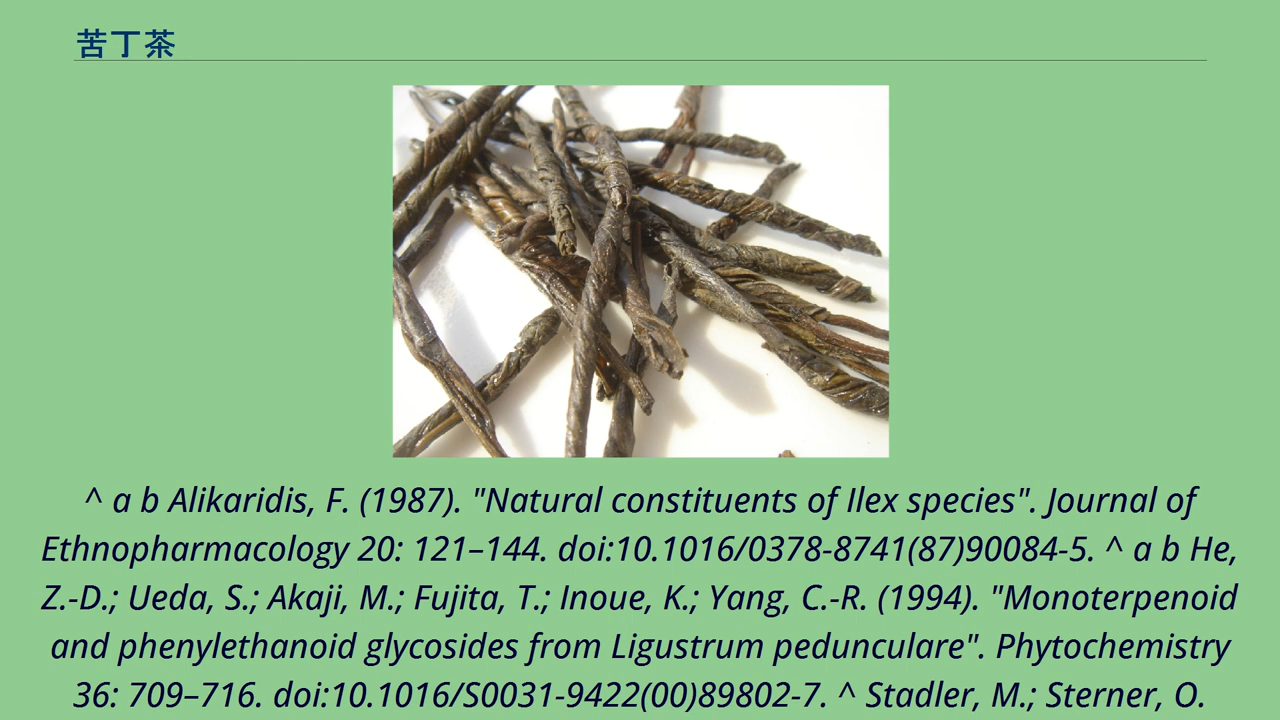 苦丁茶
^ a b Alikaridis, F. (1987). "Natural constituents of Ilex species". Journal of
Ethnopharmacology 20: 121–144. doi:10.1016/0378-8741(87)90084-5. ^ a b He,
Z.-D.; Ueda, S.; Akaji, M.; Fujita, T.; Inoue, K.; Yang, C.-R. (1994). "Monoterpenoid
and phenylethanoid glycosides from Ligustrum pedunculare". Phytochemistry
36: 709–716. doi:10.1016/S0031-9422(00)89802-7. ^ Stadler, M.; Sterner, O.